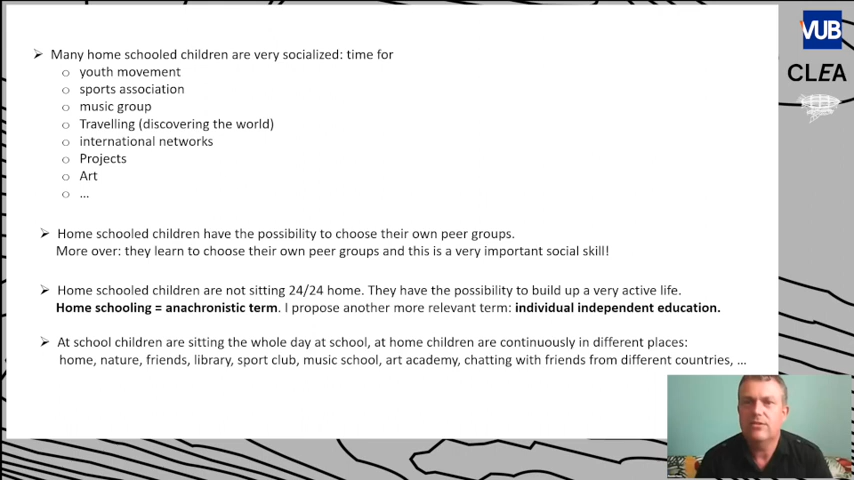 ➢ Many home schooled children are very socialized: time for
o youth movement
o sports association
o music group
o Travelling (discovering the world)
o international networks
o Projects
o Art
o ...
➢ Home schooled children have the possibility to choose their own peer groups.
More over: they learn to choose their own peer groups and this is a very important social skill!
➢ Home schooled children are not sitting 24/24 home. They have the possibility to build up a very active life.
Home schooling = anachronistic term. I propose another more relevant term: individual independent education.
➢ At school children are sitting the whole day at school, at home children are continuously in different places:
home, nature, friends, library, sport club, music school, art academy, chatting with friends from different countries, ...
VUB
CLEA